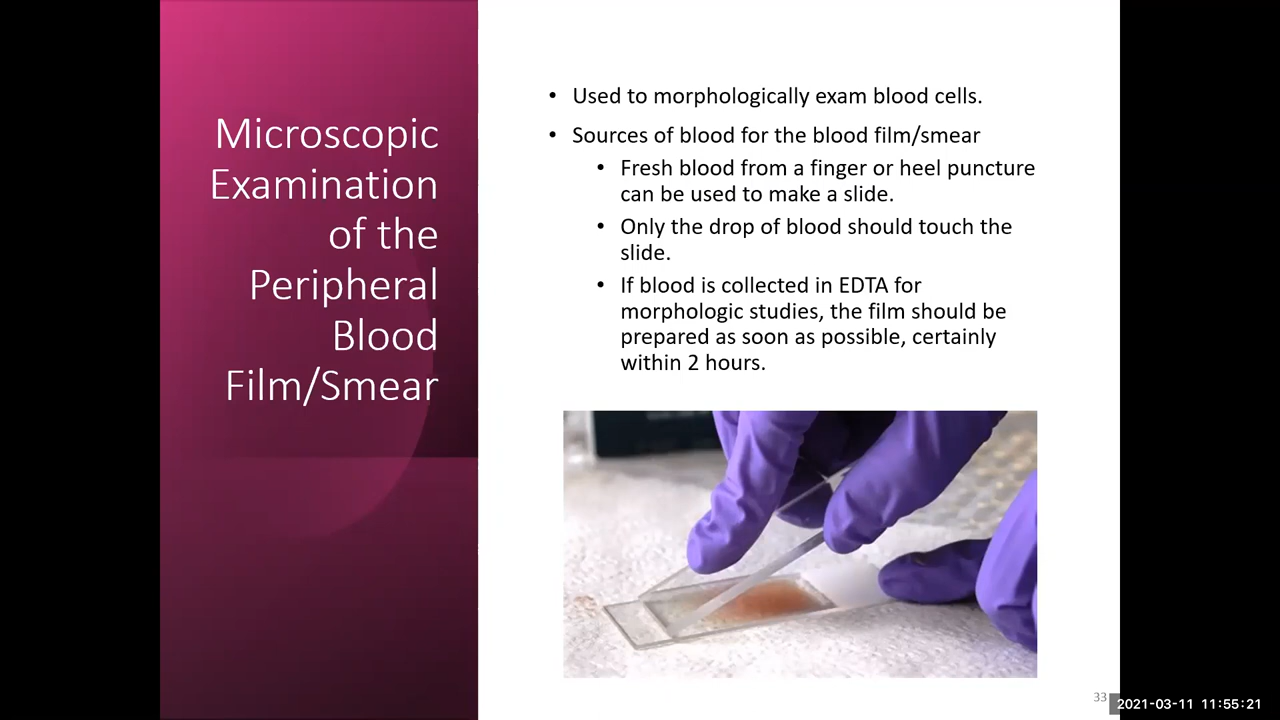 Microscopic
Examination
of the
Peripheral
Blood
Film/Smear
• Used to morphologically exam blood cells.
• Sources of blood for the blood film/smear
• Fresh blood from a finger or heel puncture
can be used to make a slide.
• Only the drop of blood should touch the
slide.
• If blood is collected in EDTA for
morphologic studies, the film should be
prepared as soon as possible, certainly
within 2 hours.
33
2021-03-11 11:55:21